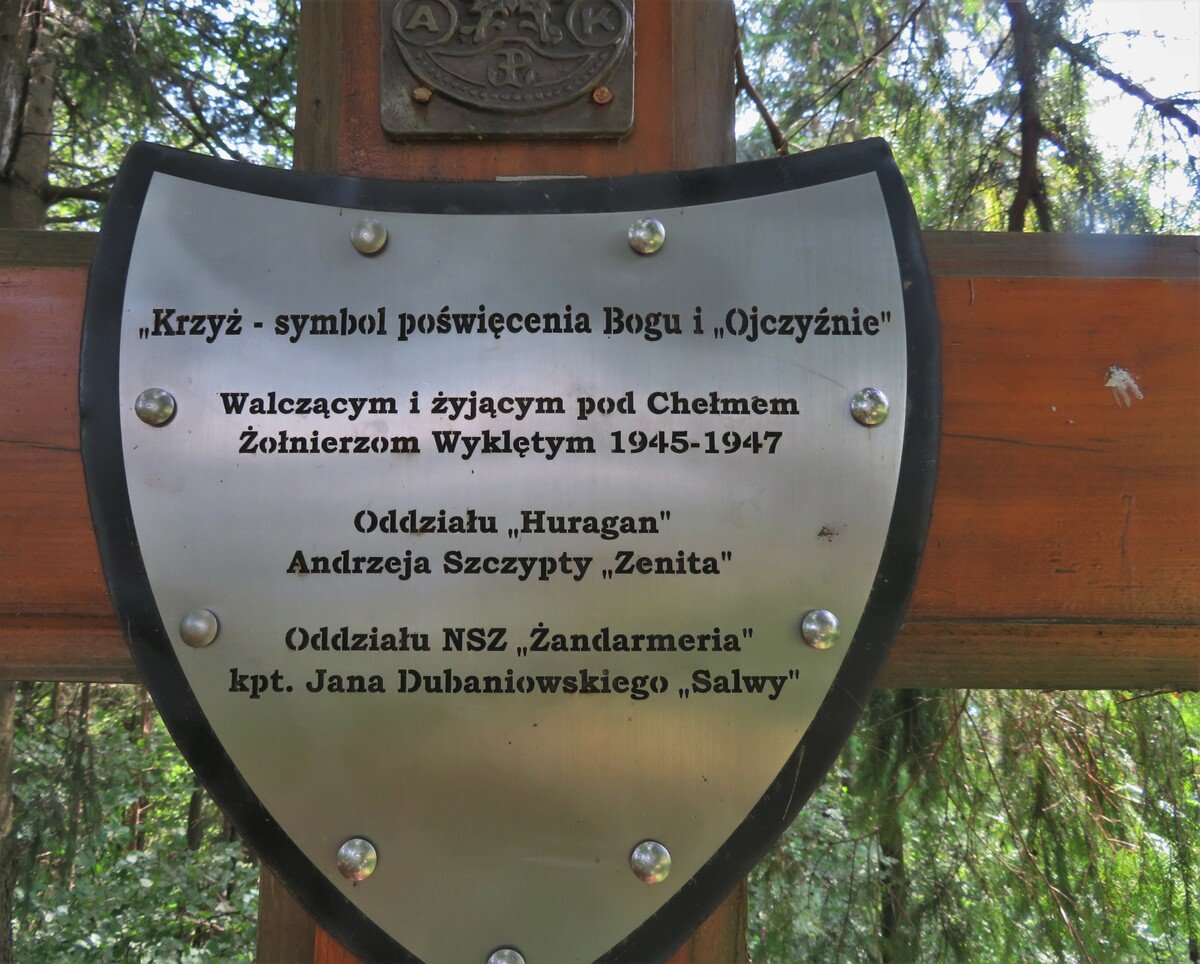 A K
„Krzyż - symbol poświęcenia Bogu i „Ojczyźnie"
Walczącym i żyjącym pod Chełmem
Żołnierzom Wyklętym 1945-1947
Oddziału „Huragan"
Andrzeja Szczypty „Zenita"
Oddziału NSZ „Żandarmeria"
kpt. Jana Dubaniowskiego „Salwy"